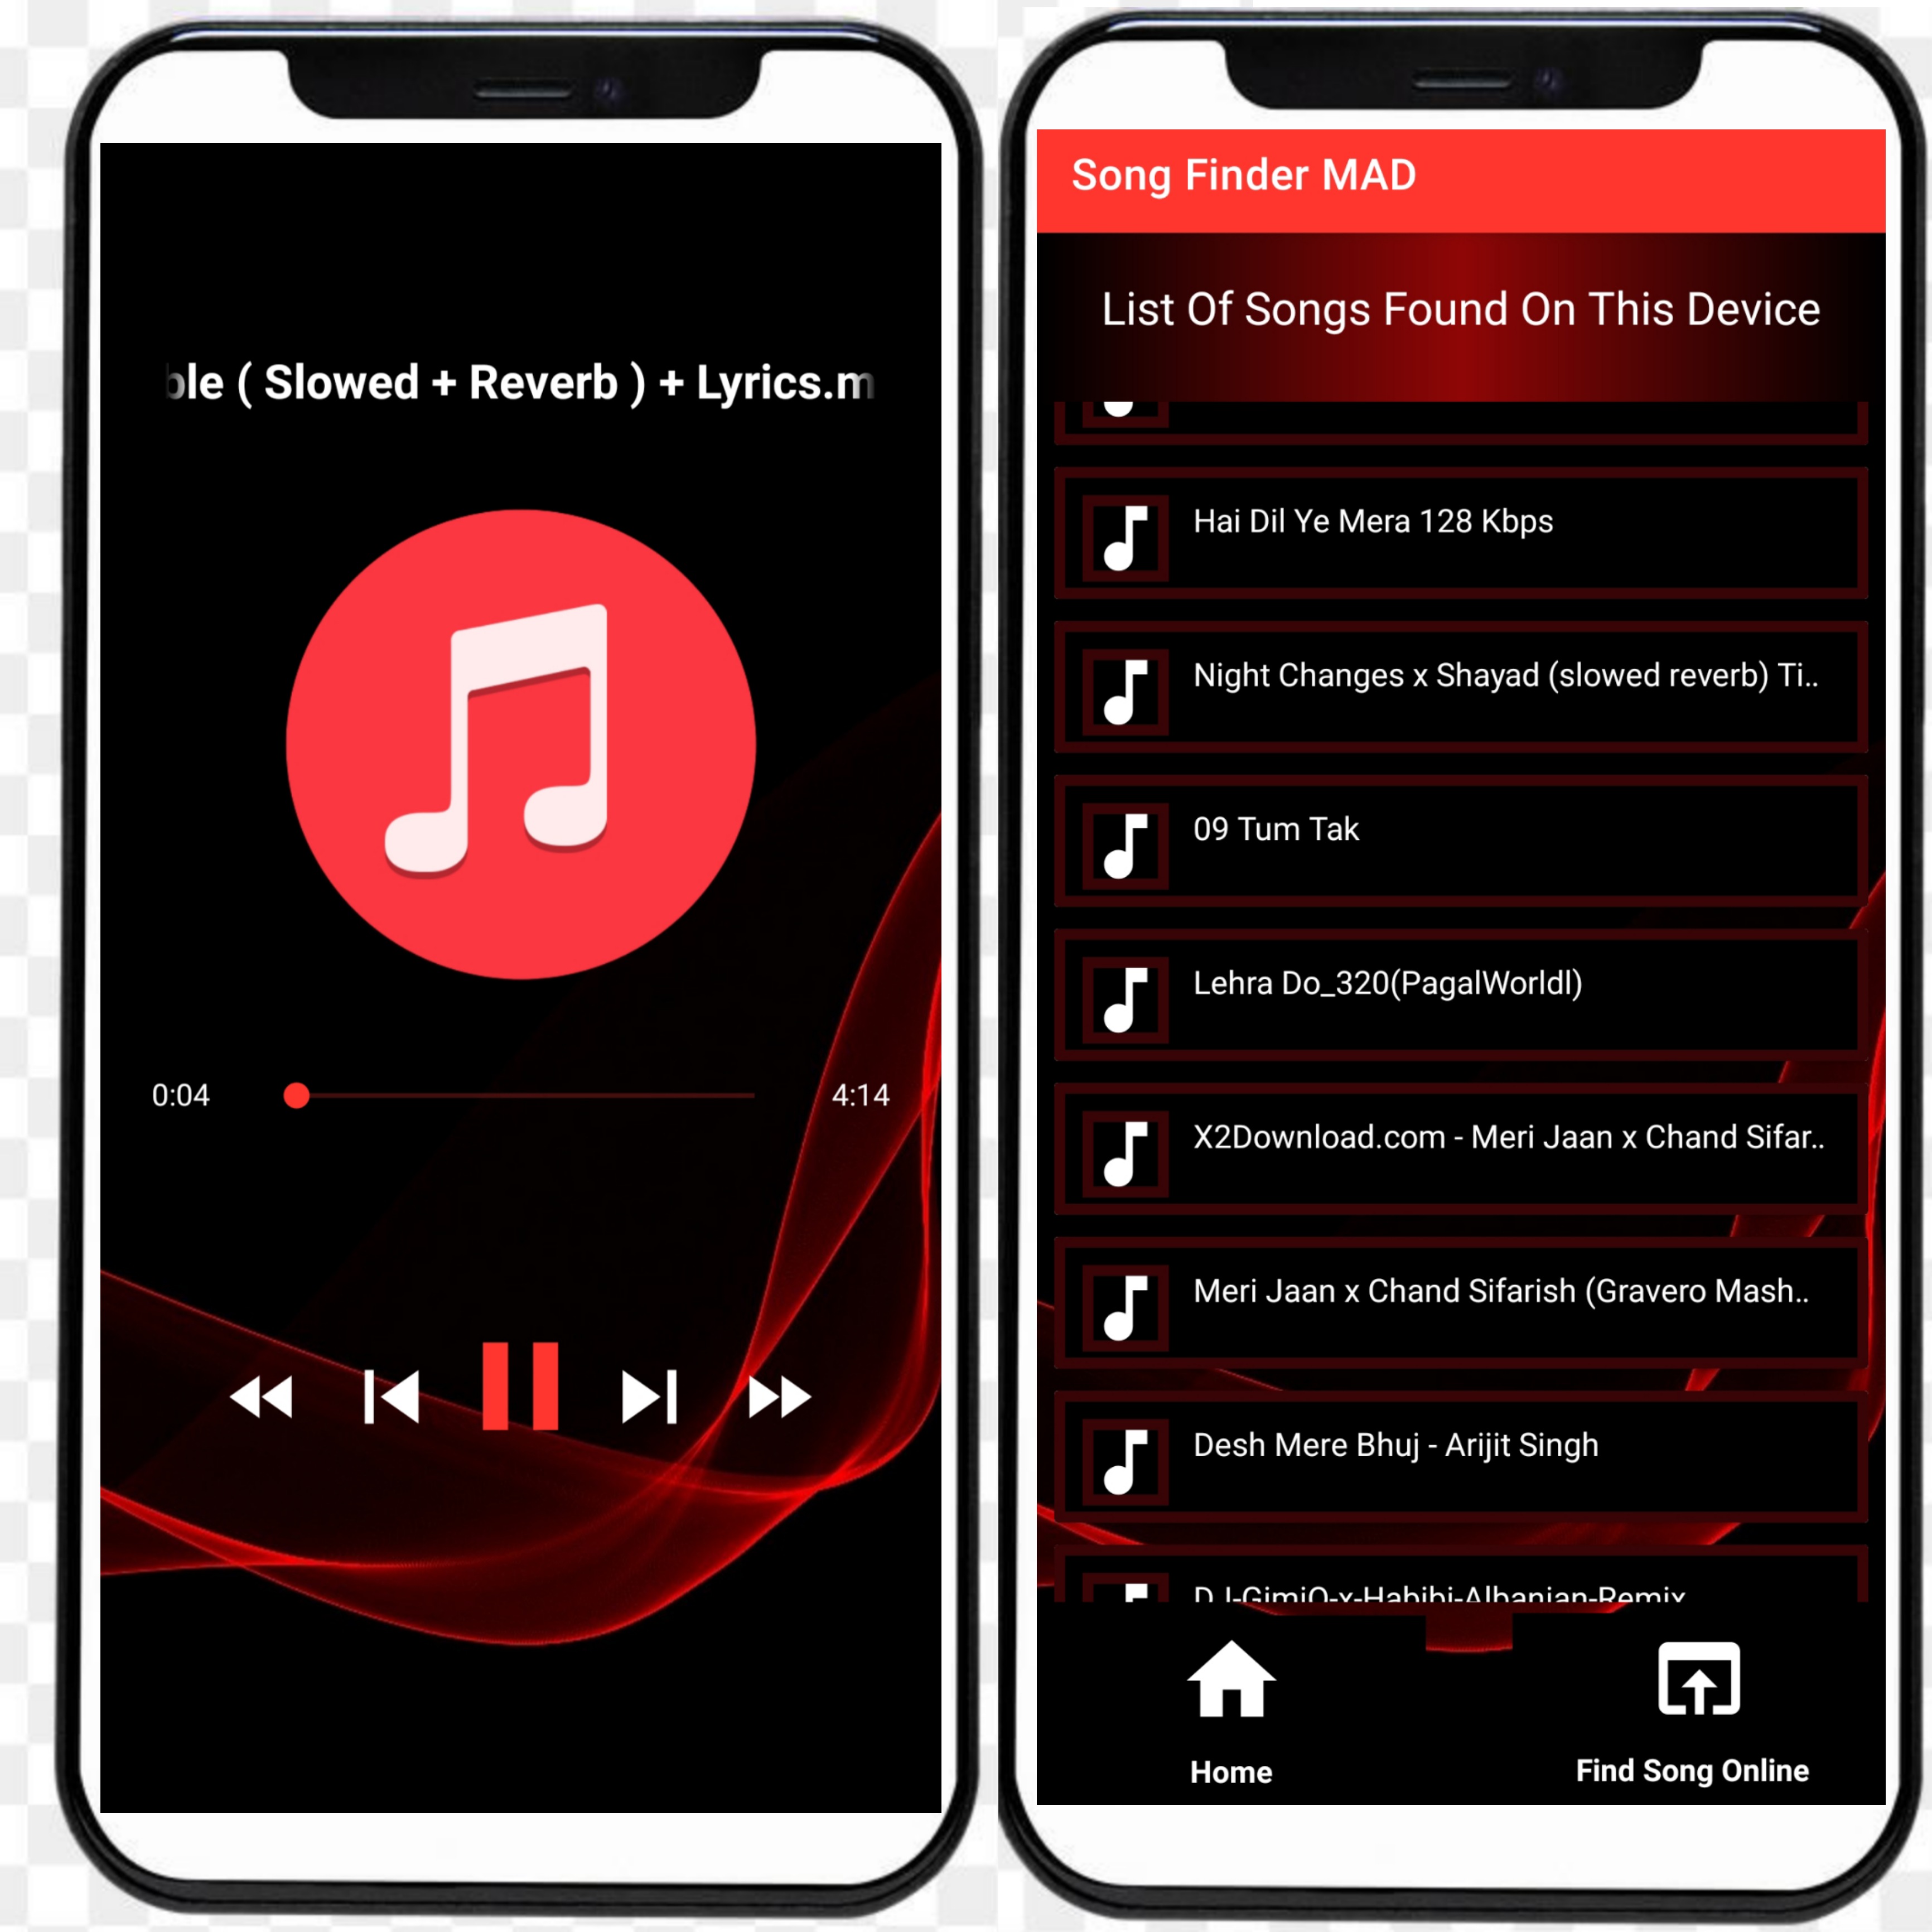 ble ( Slowed + Reverb ) + Lyrics.m
0:04
4:14
Song Finder MAD
List Of Songs Found On This Device
Hai Dil Ye Mera 128 Kbps
Night Changes x Shayad (slowed reverb) Ti..
09 Tum Tak
Lehra Do_320(PagalWorldl)
X2Download.com - Meri Jaan x Chand Sifar..
Meri Jaan x Chand Sifarish (Gravero Mash..
Desh Mere Bhuj - Arijit Singh
DJ-GimiO-x-Habibi-Albanian-Remix
Home
Find Song Online